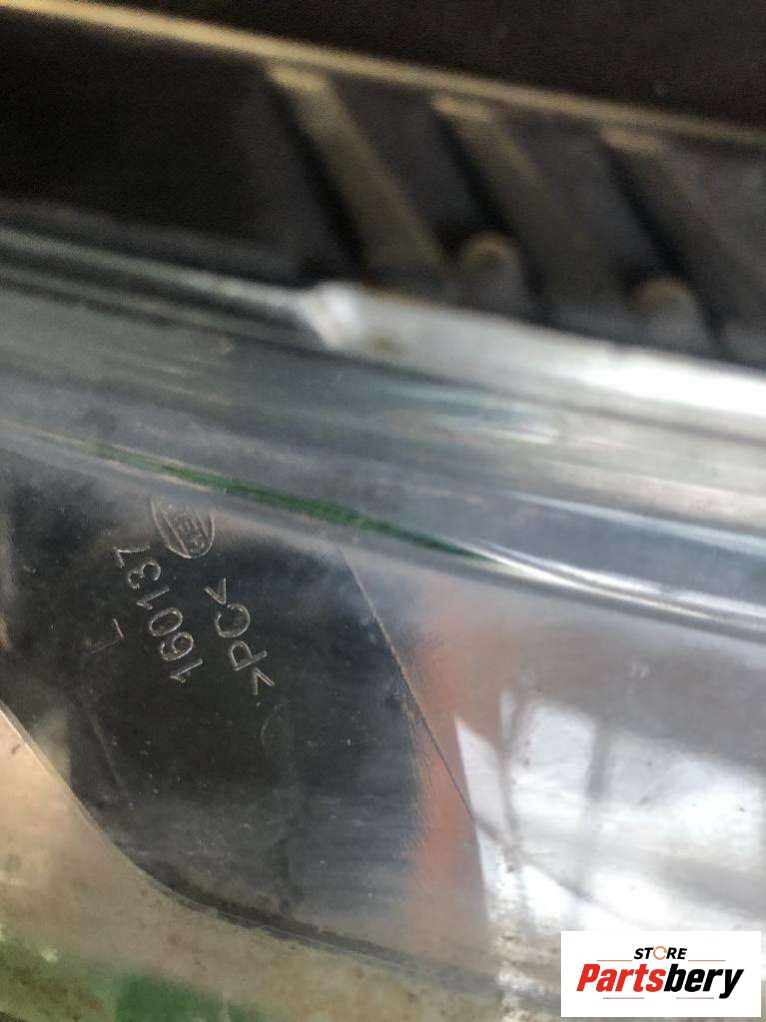 >PC<
160137
L
STORE
Partsbery